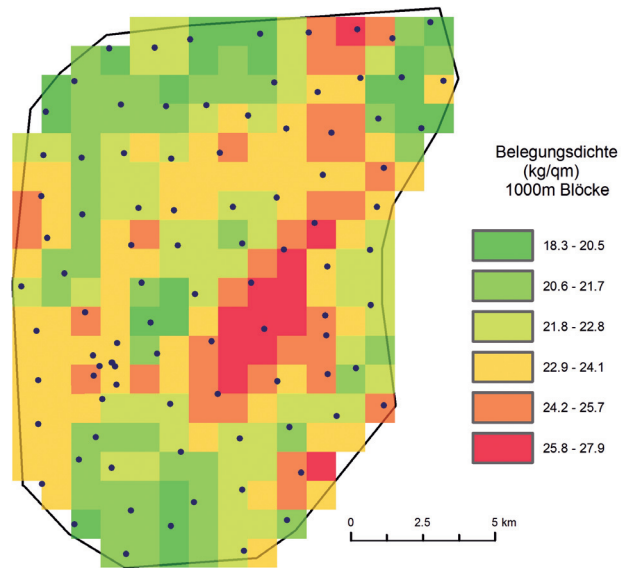 Belegungsdichte
(kg/qm)
1000m Blöcke
18.3 - 20.5
20.6 - 21.7
21.8 - 22.8
22.9 - 24.1
24.2 - 25.7
25.8 - 27.9
0 2.5 5 km